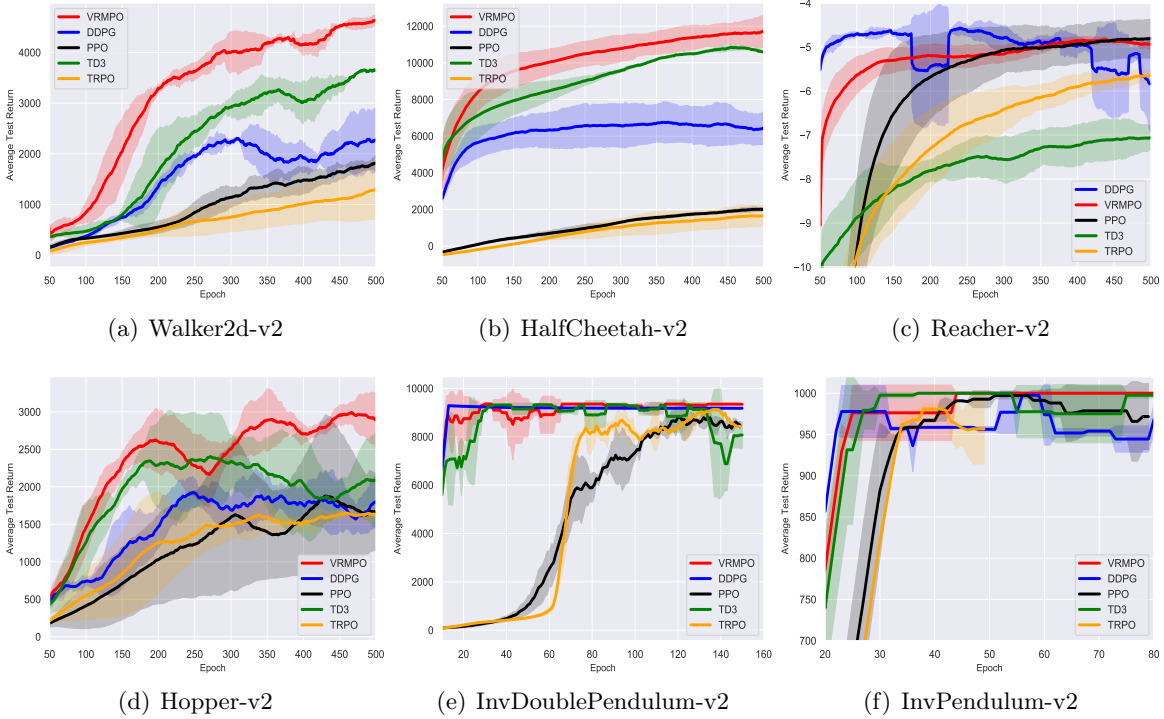 VRMPO
DDPG
PPO
TD3
TRPO
Average Test Return
4000
3000
2000
1000
0
50 100 150 200 250 300 350 400 450 500
Epoch
(a) Walker2d-v2
VRMPO
DDPG
PPO
TD3
TRPO
Average Test Return
12000
10000
8000
6000
4000
2000
0
50 100 150 200 250 300 350 400 450 500
Epoch
(b) HalfCheetah-v2
Average Test Return
−4
−5
−6
−7
−8
−9
−10
DDPG
VRMPO
PPO
TD3
TRPO
50 100 150 200 250 300 350 400 450 500
Epoch
(c) Reacher-v2
Average Test Return
3000
2500
2000
1500
1000
500
0
VRMPO
DDPG
PPO
TD3
TRPO
50 100 150 200 250 300 350 400 450 500
Epoch
(d) Hopper-v2
Average Test Return
10000
8000
6000
4000
2000
0
VRMPO
DDPG
PPO
TD3
TRPO
20 40 60 80 100 120 140 160
Epoch
(e) InvDoublePendulum-v2
Average Test Return
1000
950
900
850
800
750
700
VRMPO
DDPG
PPO
TD3
TRPO
20 30 40 50 60 70 80
Epoch
(f) InvPendulum-v2